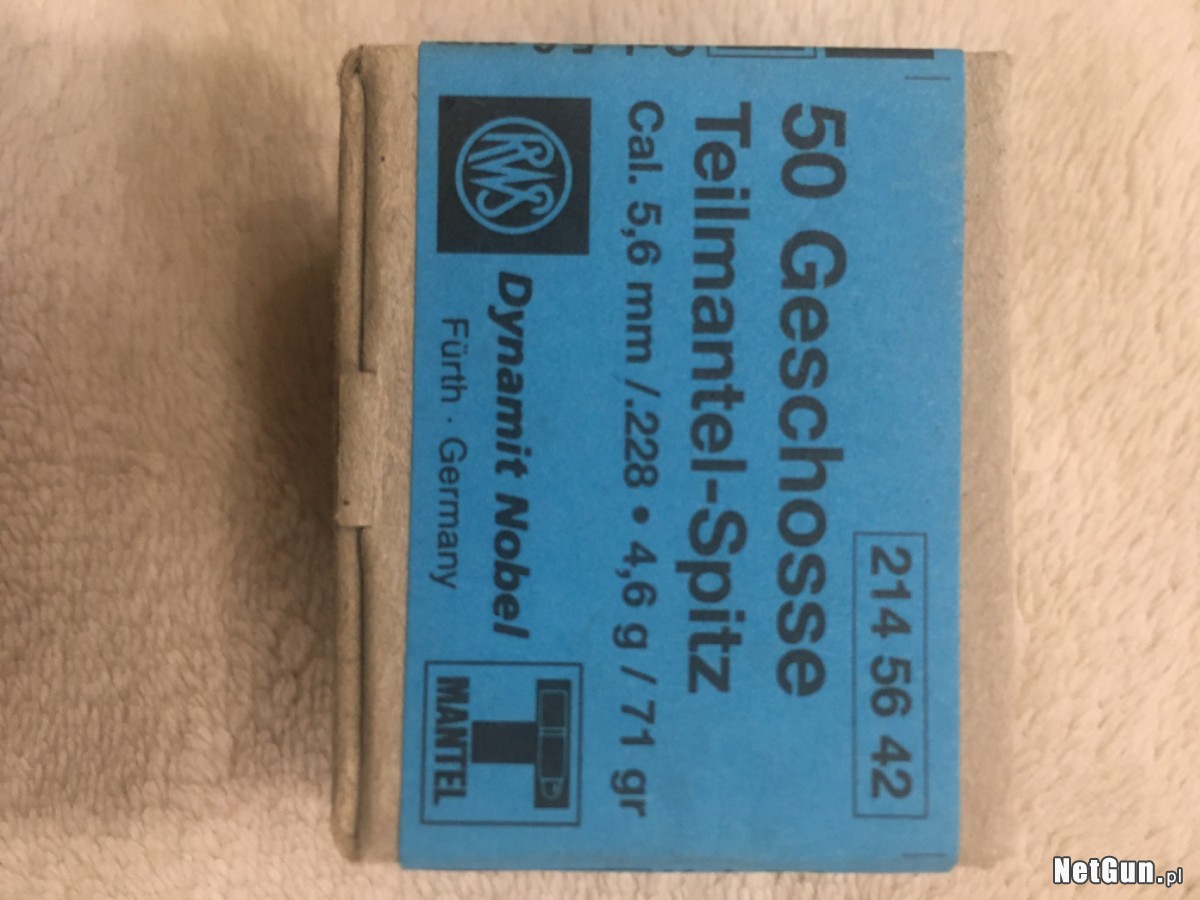 214 56 42
50 Geschosse
Teilmantel-Spitz
Cal. 5,6 mm /.228 • 4,6 g / 71 gr
RWS
Dynamit Nobel
Fürth · Germany
T
MANTEL
NetGun.pl